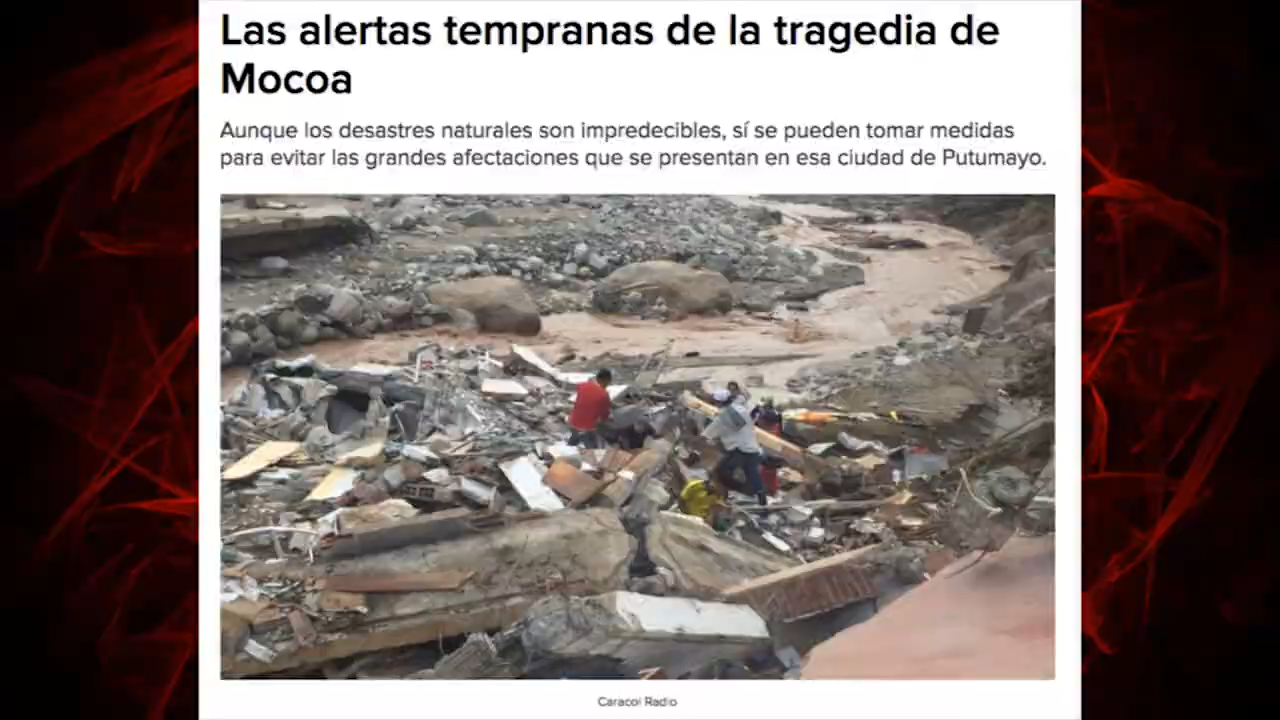 Las alertas tempranas de la tragedia de
Mocoa
Aunque los desastres naturales son impredecibles, sí se pueden tomar medidas
para evitar las grandes afectaciones que se presentan en esa ciudad de Putumayo.
Caracol Radio